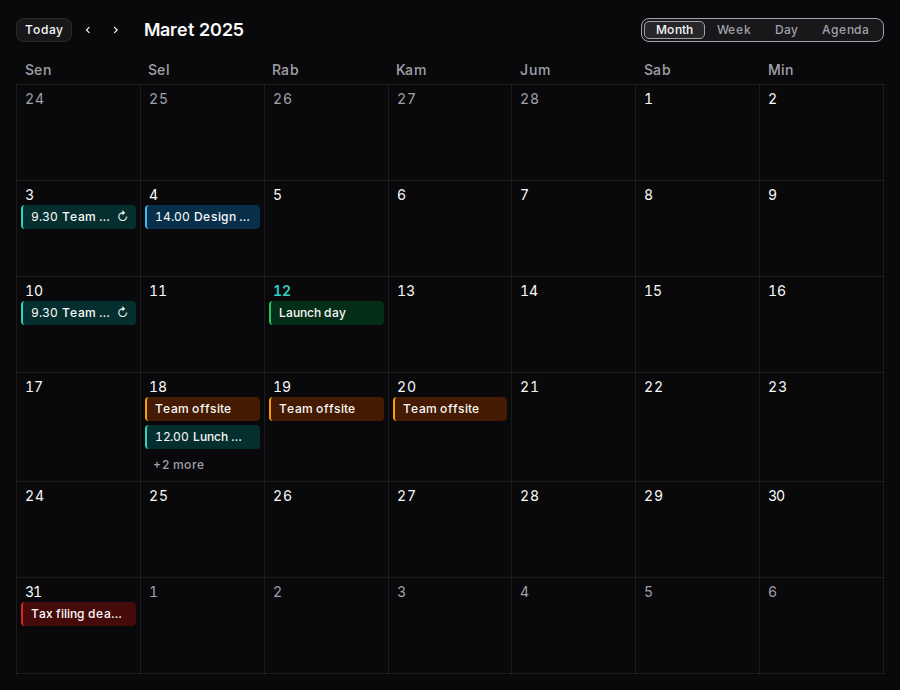 Today ‹ › Maret 2025 Month Week Day Agenda
Sen Sel Rab Kam Jum Sab Min
24 25 26 27 28 1 2
3 4 5 6 7 8 9
9.30 Team ... 14.00 Design ...
10 11 12 13 14 15 16
9.30 Team ... Launch day
17 18 19 20 21 22 23
Team offsite Team offsite Team offsite
12.00 Lunch ...
+2 more
24 25 26 27 28 29 30
31 1 2 3 4 5 6
Tax filing dea...